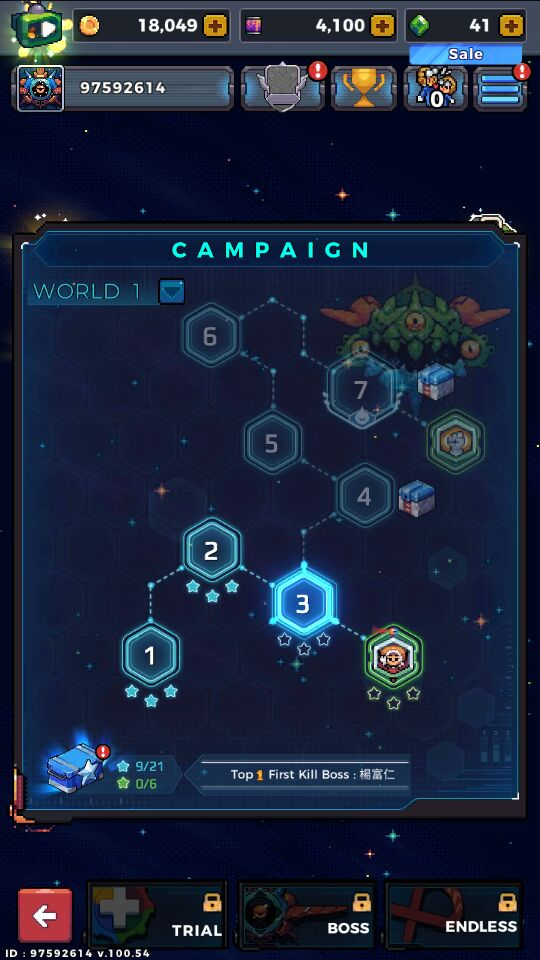 18,049
4,100
41
Sale
97592614
0
CAMPAIGN
WORLD 1
6
7
5
4
2
3
1
9/21
0/6
Top 1 First Kill Boss : 楊富仁
TRIAL
BOSS
ENDLESS
ID : 97592614 v.100.54